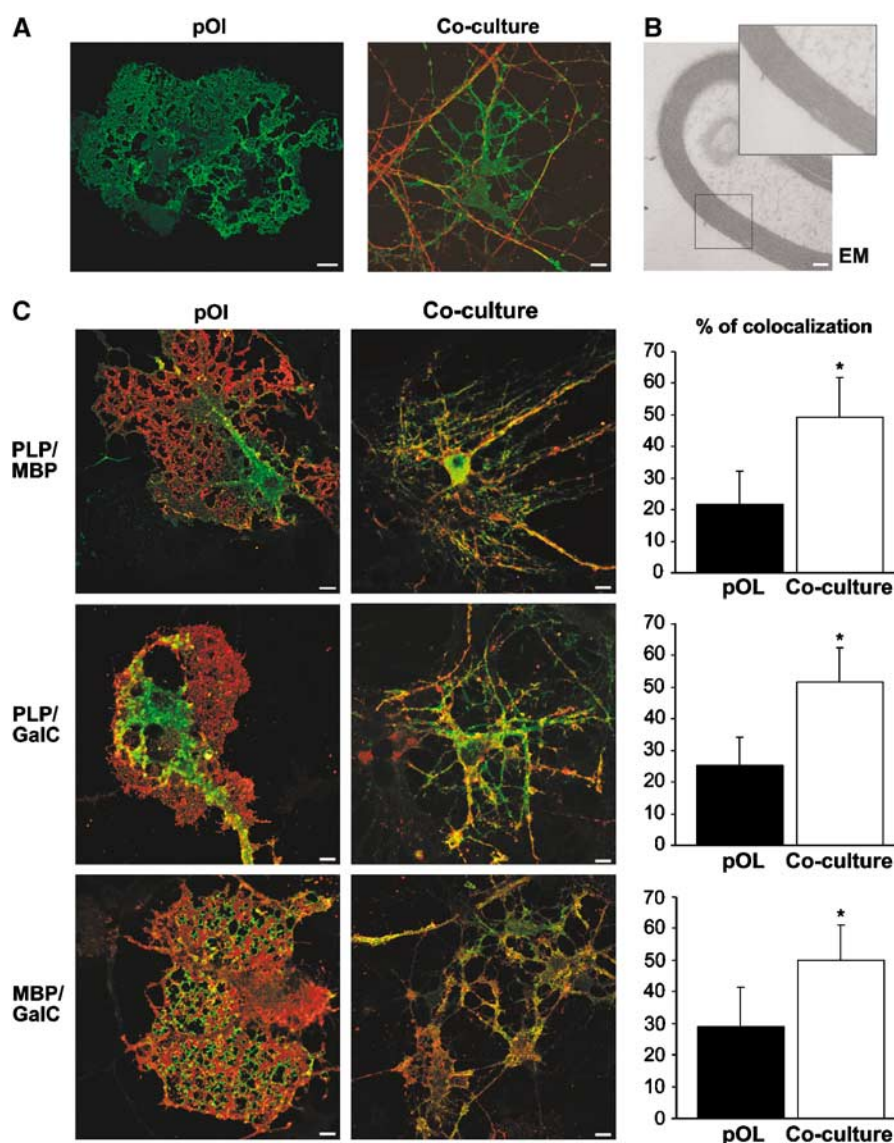 A
pOl
Co-culture
B
EM
C
pOl
Co-culture
% of colocalization
PLP/
MBP
70
60
50
40
30
20
10
0
*
pOL Co-culture
PLP/
GalC
70
60
50
40
30
20
10
0
*
pOL Co-culture
MBP/
GalC
70
60
50
40
30
20
10
0
*
pOL Co-culture